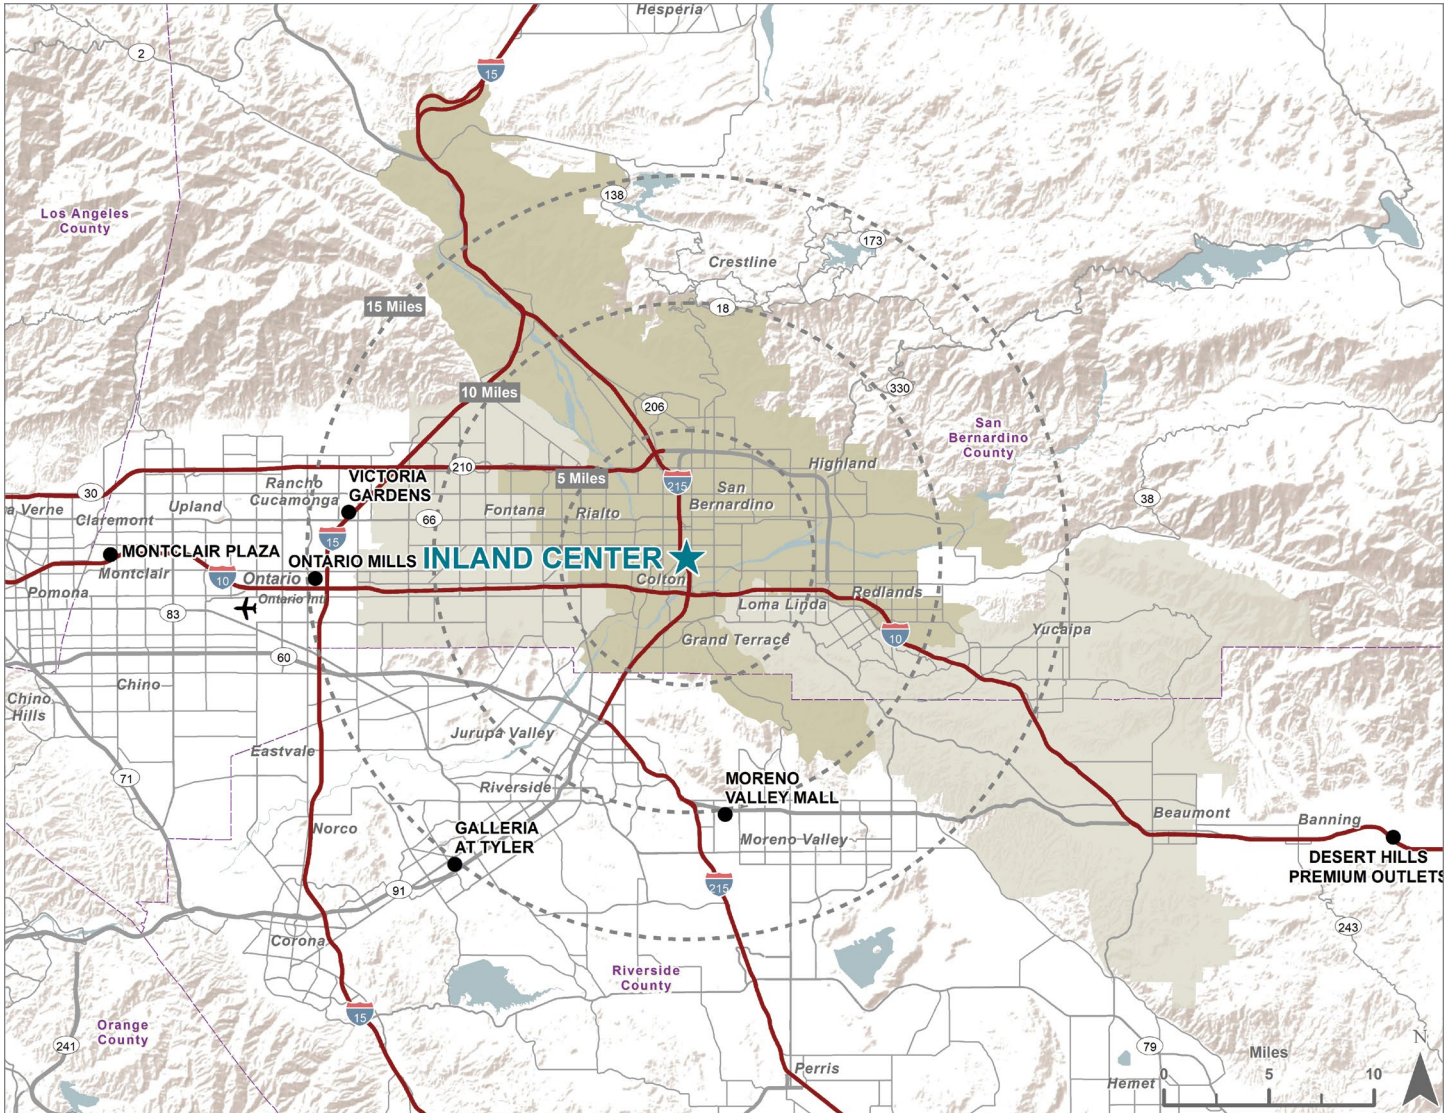 Hesperia
2
15
Los Angeles
County
138
173
Crestline
15 Miles
18
10 Miles
330
206
San
Bernardino
County
Highland
210
VICTORIA
GARDENS
5 Miles
215
30
Rancho
Cucamonga
San
Bernardino
38
a Verne
Claremont
Upland
66
Fontana
Rialto
15
MONTCLAIR PLAZA
ONTARIO MILLS
INLAND CENTER
Montclair
10
Ontario
Colton
Pomona
Ontario Int
Loma Linda
Redlands
83
Grand Terrace
10
Yucaipa
60
Chino
Chino
Hills
Jurupa Valley
Eastvale
71
Riverside
MORENO
VALLEY MALL
Norco
GALLERIA
AT TYLER
Moreno Valley
Beaumont
Banning
DESERT HILLS
PREMIUM OUTLETS
91
215
243
Corona
Riverside
County
15
Orange
County
241
Perris
79
Hemet
N
Miles
0
5
10